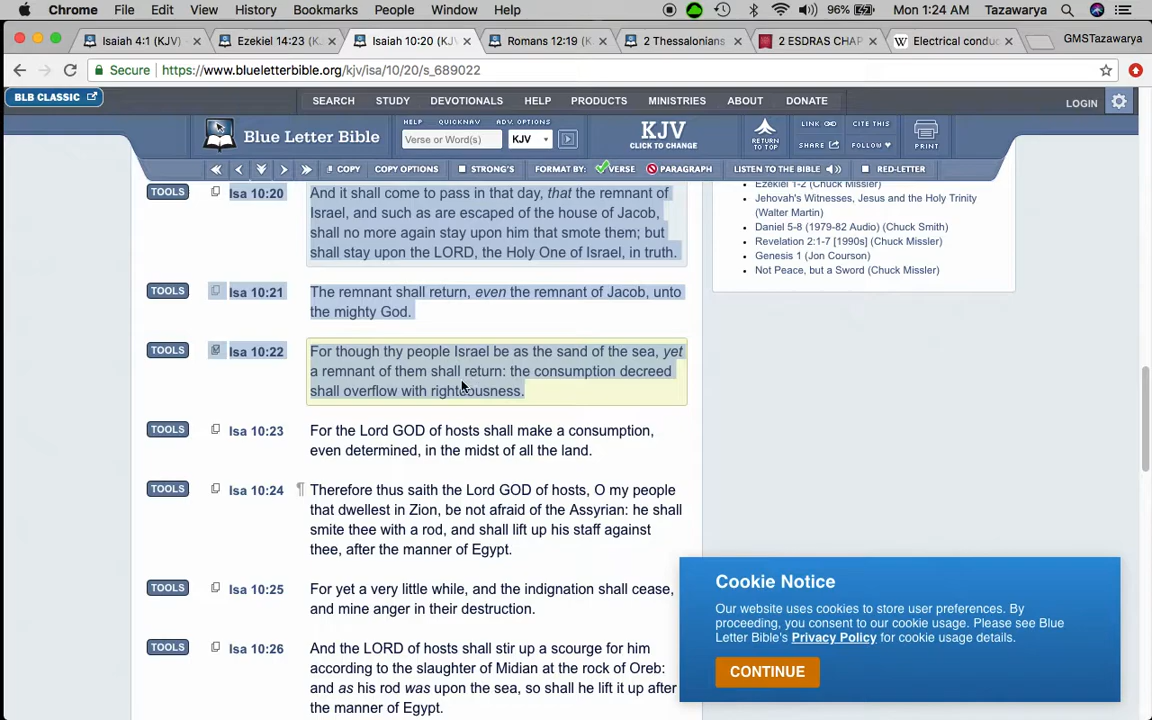 Chrome File Edit View History Bookmarks People Window Help 96% Mon 1:24 AM Tazawarya
Isaiah 4:1 (KJV) × Ezekiel 14:23 (KJ × Isaiah 10:20 (KJV × Romans 12:19 (K × 2 Thessalonians × 2 ESDRAS CHAP × W Electrical conduc × GMSTazawarya
Secure https://www.blueletterbible.org/kjv/isa/10/20/s_689022
BLB CLASSIC
SEARCH STUDY DEVOTIONALS HELP PRODUCTS MINISTRIES ABOUT DONATE LOGIN
Blue Letter Bible
HELP QUICKNAV ADV. OPTIONS
Verse or Word(s) KJV
KJV
CLICK TO CHANGE
RETURN
TO TOP
LINK
SHARE
CITE THIS
FOLLOW
PRINT
COPY COPY OPTIONS STRONG'S FORMAT BY: VERSE PARAGRAPH LISTEN TO THE BIBLE RED-LETTER
TOOLS Isa 10:20 And it shall come to pass in that day, that the remnant of
Israel, and such as are escaped of the house of Jacob,
shall no more again stay upon him that smote them; but
shall stay upon the LORD, the Holy One of Israel, in truth.
TOOLS Isa 10:21 The remnant shall return, even the remnant of Jacob, unto
the mighty God.
TOOLS Isa 10:22 For though thy people Israel be as the sand of the sea, yet
a remnant of them shall return: the consumption decreed
shall overflow with righteousness.
TOOLS Isa 10:23 For the Lord GOD of hosts shall make a consumption,
even determined, in the midst of all the land.
TOOLS Isa 10:24 ¶ Therefore thus saith the Lord GOD of hosts, O my people
that dwellest in Zion, be not afraid of the Assyrian: he shall
smite thee with a rod, and shall lift up his staff against
thee, after the manner of Egypt.
TOOLS Isa 10:25 For yet a very little while, and the indignation shall cease,
and mine anger in their destruction.
TOOLS Isa 10:26 And the LORD of hosts shall stir up a scourge for him
according to the slaughter of Midian at the rock of Oreb:
and as his rod was upon the sea, so shall he lift it up after
the manner of Egypt.
Ezekiel 1-2 (Chuck Missler)
Jehovah's Witnesses, Jesus and the Holy Trinity
(Walter Martin)
Daniel 5-8 (1979-82 Audio) (Chuck Smith)
Revelation 2:1-7 [1990s] (Chuck Missler)
Genesis 1 (Jon Courson)
Not Peace, but a Sword (Chuck Missler)
Cookie Notice
Our website uses cookies to store user preferences. By
proceeding, you consent to our cookie usage. Please see Blue
Letter Bible's Privacy Policy for cookie usage details.
CONTINUE